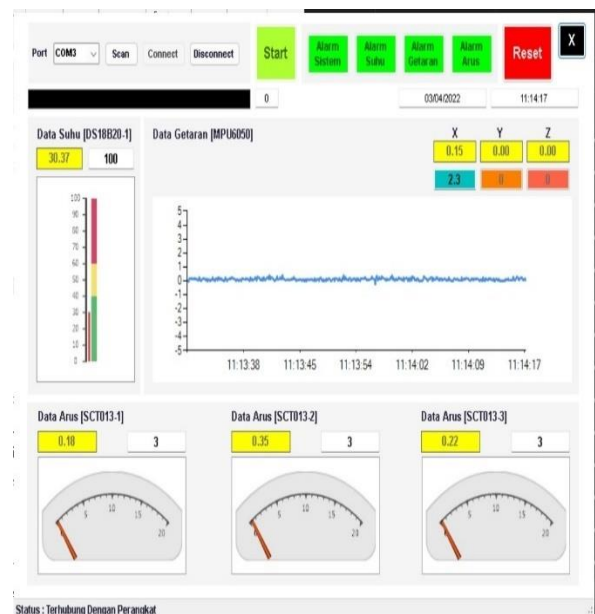 Port COM3 Scan Connect Disconnect Start Alarm Sistem Alarm Suhu Alarm Getaran Alarm Arus Reset X
0 03/04/2022 11:14:17
Data Suhu [DS18B20-1] Data Getaran [MPU6050] X Y Z
30.37 100 0.15 0.00 0.00
2.3 0 0
100
90
80
70
60
50
40
30
20
10
0
5
4
3
2
1
0
-1
-2
-3
-4
-5
11:13:38 11:13:45 11:13:54 11:14:02 11:14:09 11:14:17
Data Arus [SCT013-1] Data Arus [SCT013-2] Data Arus [SCT013-3]
0.18 3 0.35 3 0.22 3
0 5 10 15 20 0 5 10 15 20 0 5 10 15 20
Status : Terhubung Dengan Perangkat